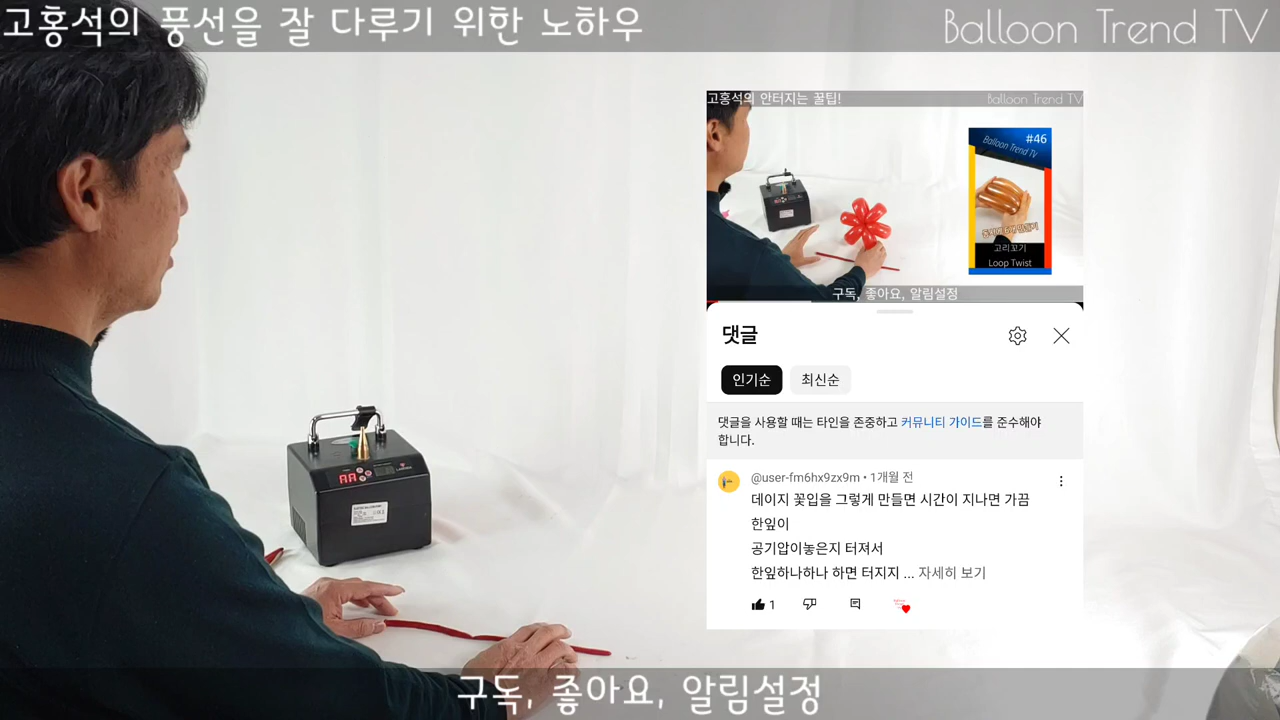 고홍석의 풍선을 잘 다루기 위한 노하우
Balloon Trend TV
고홍석의 안터지는 꿀팁!
Balloon Trend TV
#46
Balloon Trend TV
고리꼬기
Loop Twist
구독, 좋아요, 알림설정
댓글
인기순
최신순
댓글을 사용할 때는 타인을 존중하고 커뮤니티 가이드를 준수해야
합니다.
@user-fm6hx9zx9m • 1개월 전
데이지 꽃입을 그렇게 만들면 시간이 지나면 가끔
한잎이
공기압이놓은지 터져서
한잎하나하나 하면 터지지 ... 자세히 보기
1
AA
구독, 좋아요, 알림설정